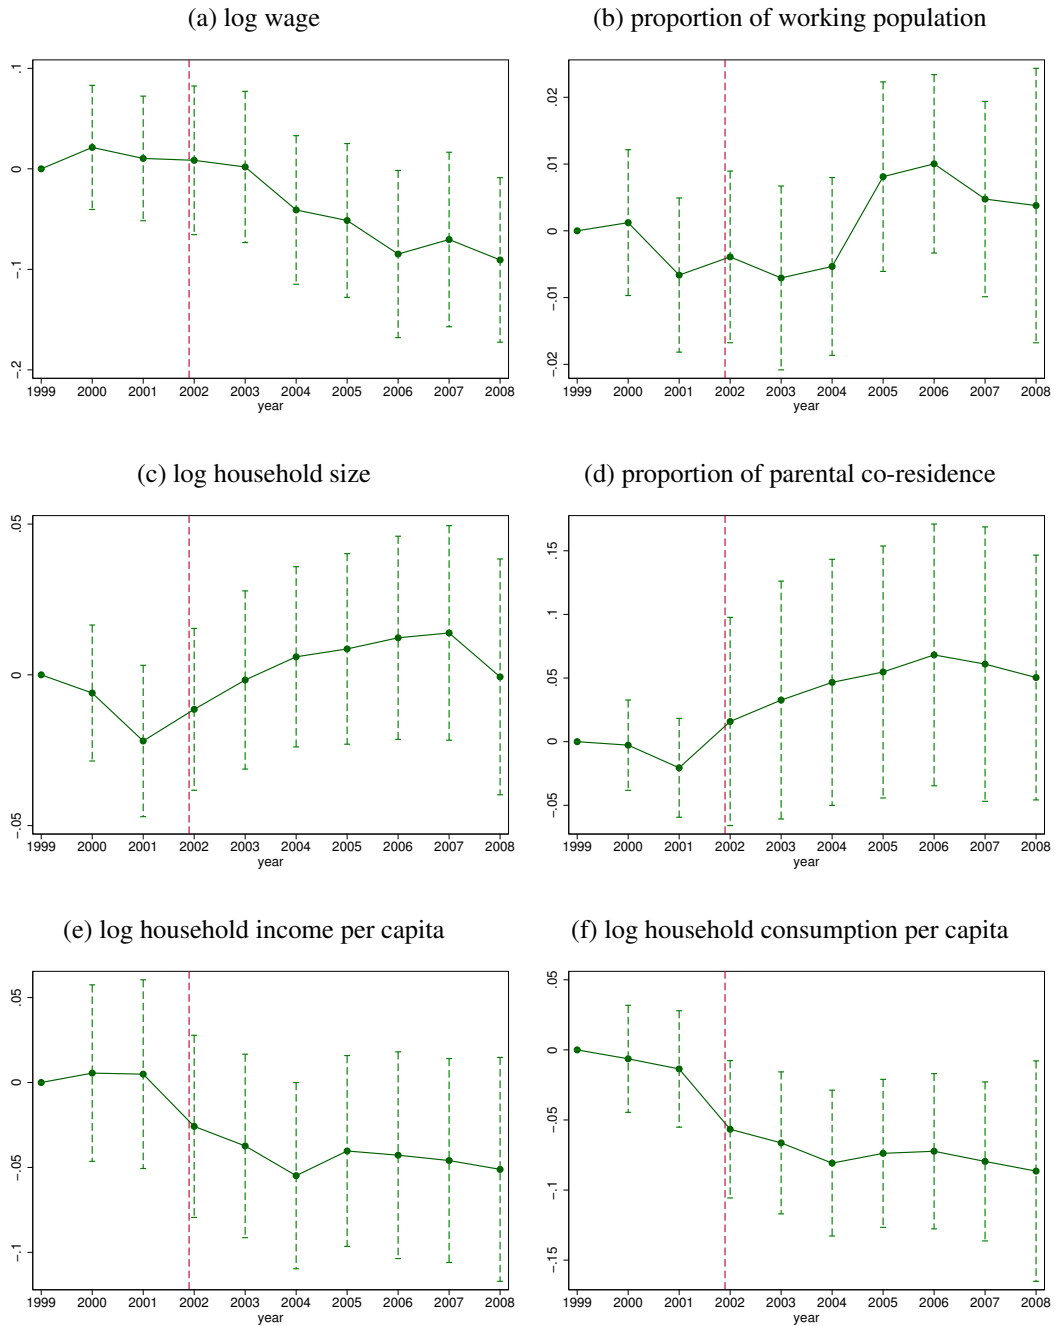 (a) log wage
.1
0
-.1
-.2
1999 2000 2001 2002 2003 2004 2005 2006 2007 2008
year
(b) proportion of working population
.02
.01
0
-.01
-.02
1999 2000 2001 2002 2003 2004 2005 2006 2007 2008
year
(c) log household size
.05
0
-.05
1999 2000 2001 2002 2003 2004 2005 2006 2007 2008
year
(d) proportion of parental co-residence
.15
.1
.05
0
-.05
1999 2000 2001 2002 2003 2004 2005 2006 2007 2008
year
(e) log household income per capita
.05
0
-.05
-.1
1999 2000 2001 2002 2003 2004 2005 2006 2007 2008
year
(f) log household consumption per capita
.05
0
-.05
-.1
-.15
1999 2000 2001 2002 2003 2004 2005 2006 2007 2008
year